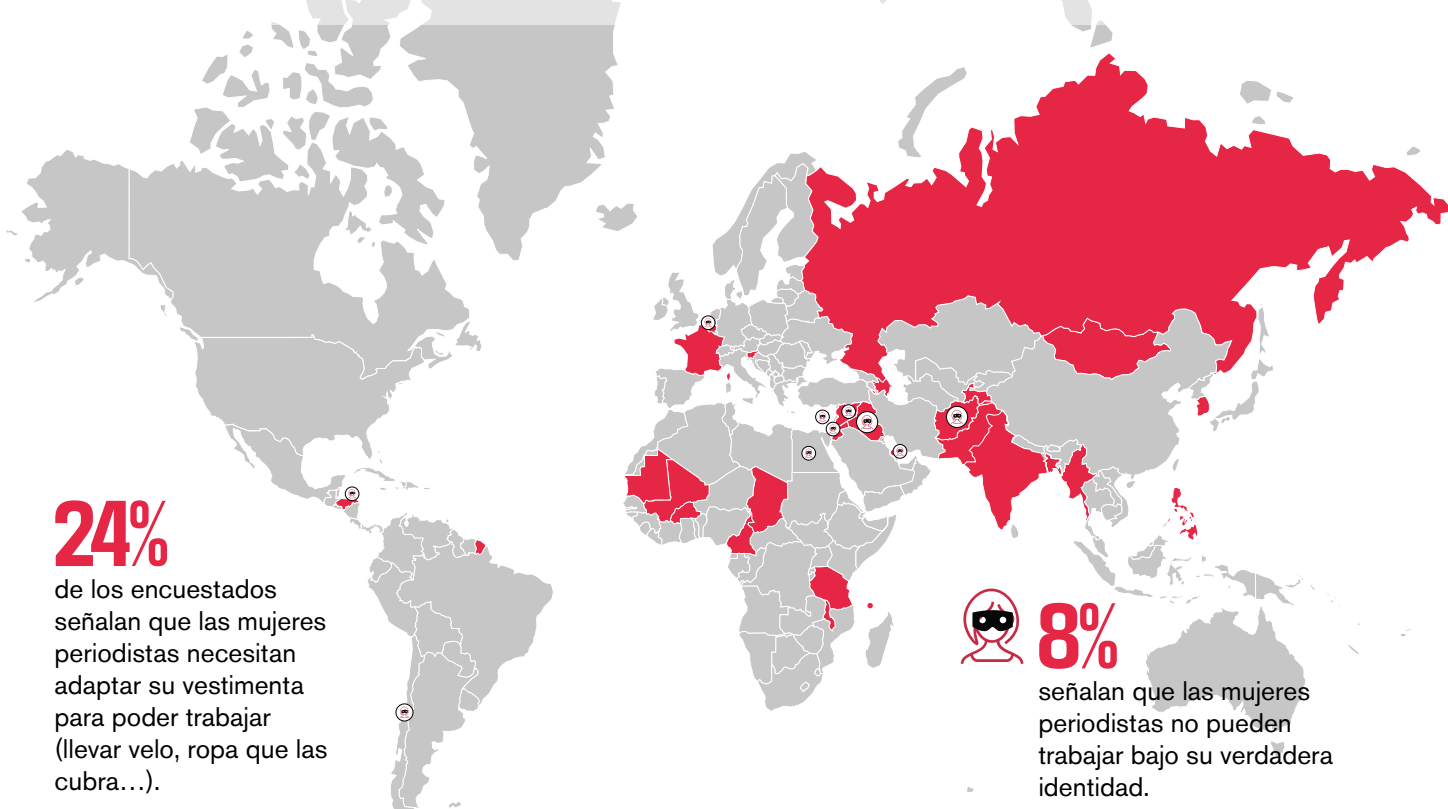 24%
de los encuestados
señalan que las mujeres
periodistas necesitan
adaptar su vestimenta
para poder trabajar
(llevar velo, ropa que las
cubra…).
8%
señalan que las mujeres
periodistas no pueden
trabajar bajo su verdadera
identidad.